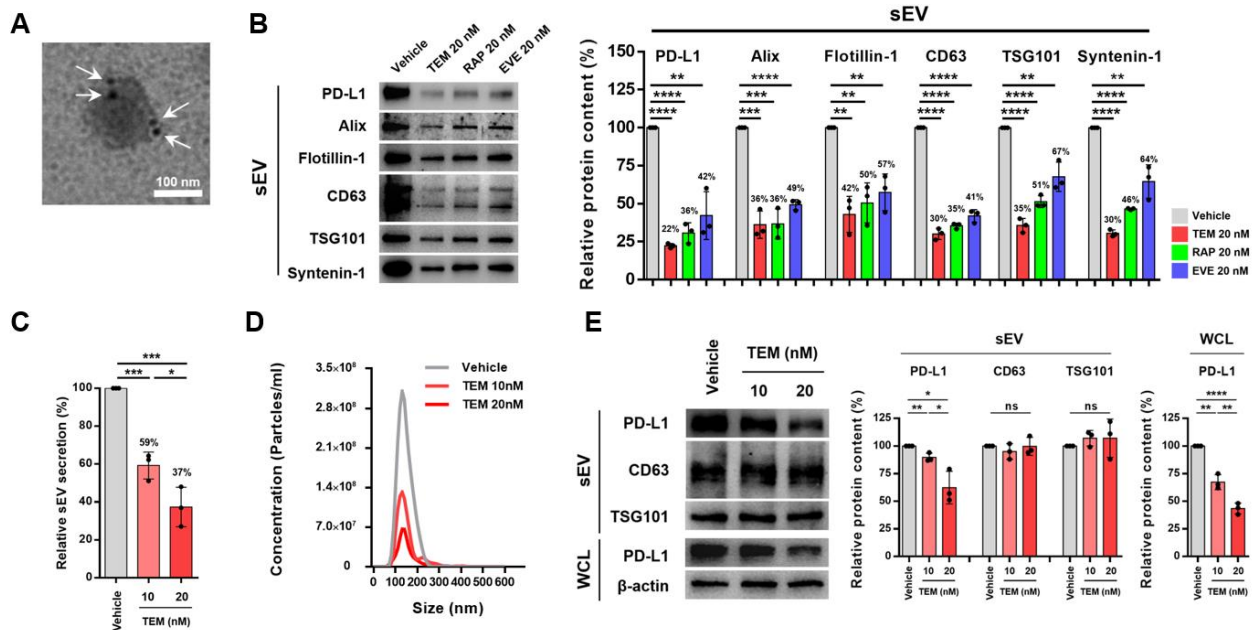 A
100 nm
B
Vehicle
TEM 20 nM
RAP 20 nM
EVE 20 nM
sEV
PD-L1
Alix
Flotillin-1
CD63
TSG101
Syntenin-1
sEV
Relative protein content (%)
150
125
100
75
50
25
0
PD-L1
Alix
Flotillin-1
CD63
TSG101
Syntenin-1
** **** ** **** ** **
**** *** ** **** **** ****
**** *** ** **** **** ****
22% 36% 42%
36% 36% 49%
42% 50% 57%
30% 35% 41%
35% 51% 67%
30% 46% 64%
Vehicle
TEM 20 nM
RAP 20 nM
EVE 20 nM
C
Relative sEV secretion (%)
100
80
60
40
20
0
***
*** *
59%
37%
Vehicle
10 20
TEM (nM)
D
Concentration (Partcles/ml)
3.5×10⁸
2.8×10⁸
2.1×10⁸
1.4×10⁸
7.0×10⁷
0
Vehicle
TEM 10nM
TEM 20nM
0 100 200 300 400 500 600
Size (nm)
E
Vehicle
TEM (nM)
10 20
sEV
PD-L1
CD63
TSG101
WCL
PD-L1
β-actin
sEV
PD-L1 CD63 TSG101
Relative protein content (%)
125
100
75
50
25
0
*
** *
ns
ns
Vehicle 10 20
TEM (nM)
Vehicle 10 20
TEM (nM)
Vehicle 10 20
TEM (nM)
WCL
PD-L1
Relative protein content (%)
125
100
75
50
25
0
****
** **
Vehicle 10 20
TEM (nM)